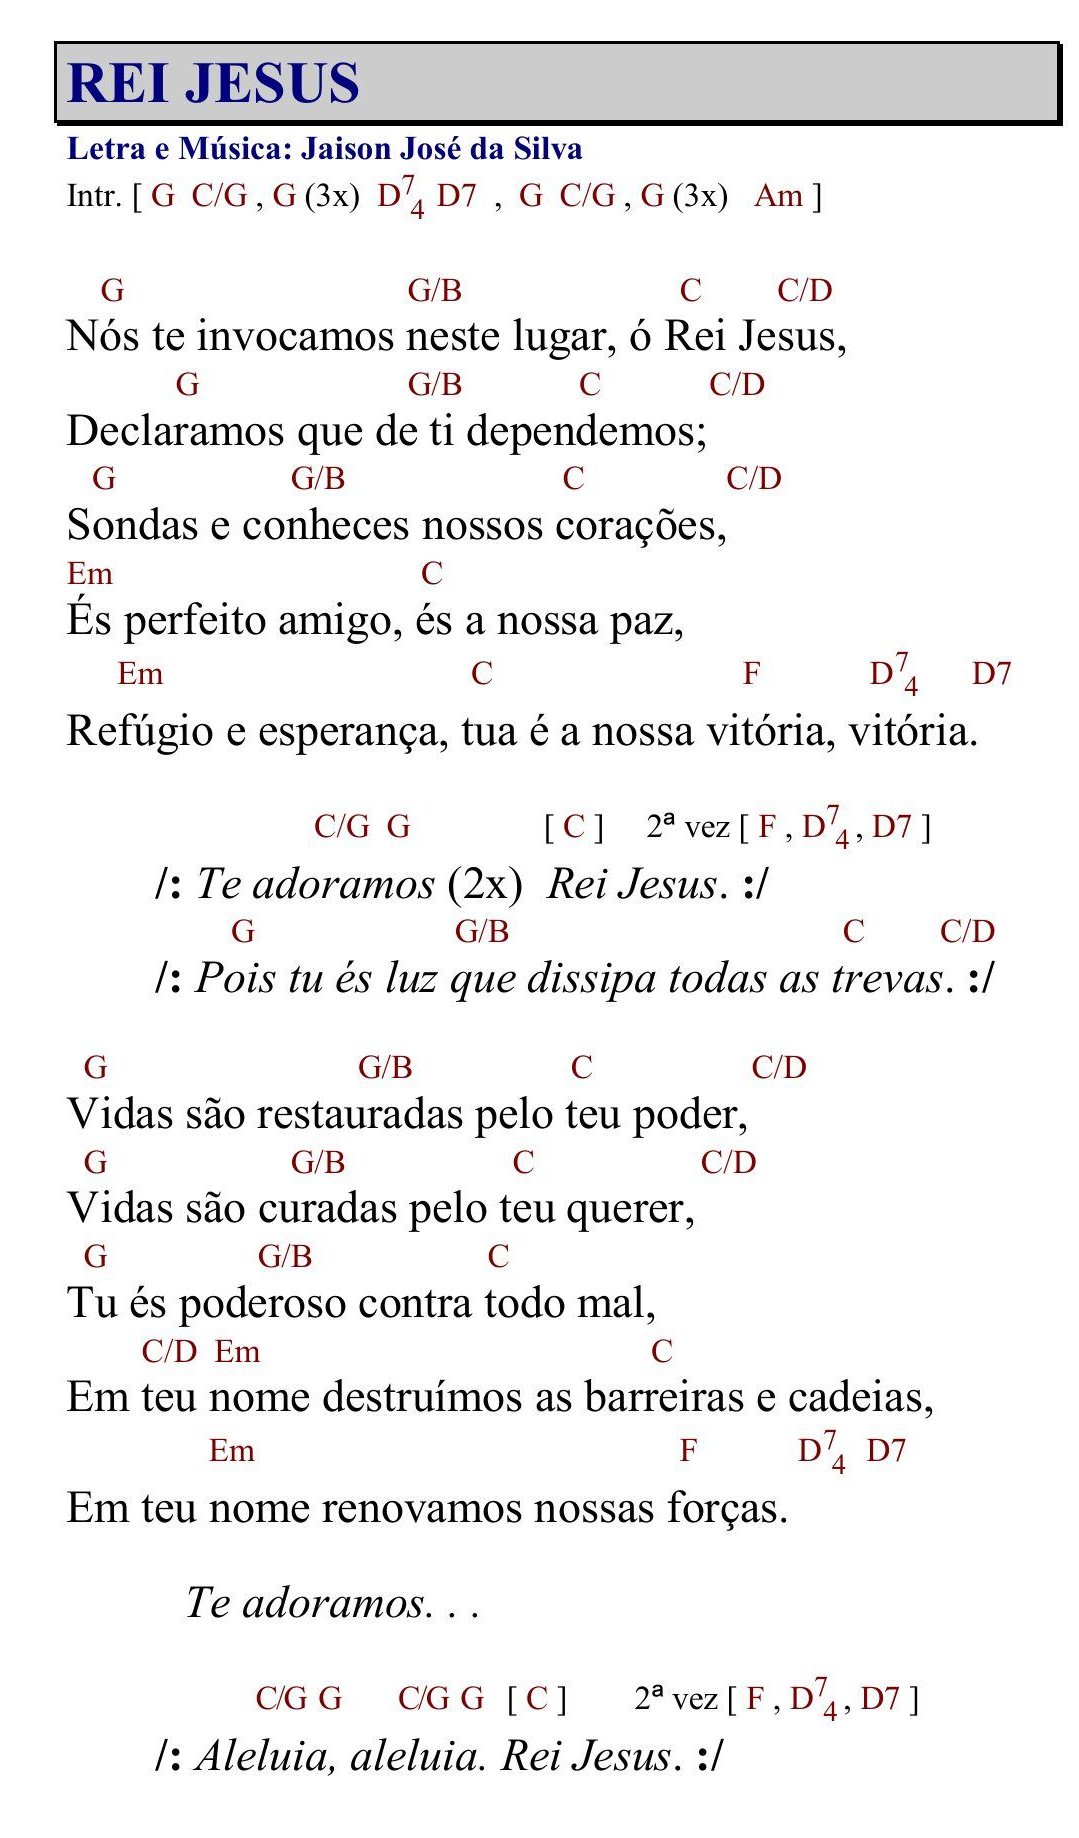 REI JESUS
Letra e Música: Jaison José da Silva
Intr. [ G C/G , G (3x) D7/4 D7 , G C/G , G (3x) Am ]
G G/B C C/D
Nós te invocamos neste lugar, ó Rei Jesus,
G G/B C C/D
Declaramos que de ti dependemos;
G G/B C C/D
Sondas e conheces nossos corações,
Em C
És perfeito amigo, és a nossa paz,
Em C F D7/4 D7
Refúgio e esperança, tua é a nossa vitória, vitória.
C/G G [ C ] 2ª vez [ F , D7/4 , D7 ]
/: Te adoramos (2x) Rei Jesus. :/
G G/B C C/D
/: Pois tu és luz que dissipa todas as trevas. :/
G G/B C C/D
Vidas são restauradas pelo teu poder,
G G/B C C/D
Vidas são curadas pelo teu querer,
G G/B C
Tu és poderoso contra todo mal,
C/D Em C
Em teu nome destruímos as barreiras e cadeias,
Em F D7/4 D7
Em teu nome renovamos nossas forças.
Te adoramos. . .
C/G G C/G G [ C ] 2ª vez [ F , D7/4 , D7 ]
/: Aleluia, aleluia. Rei Jesus. :/